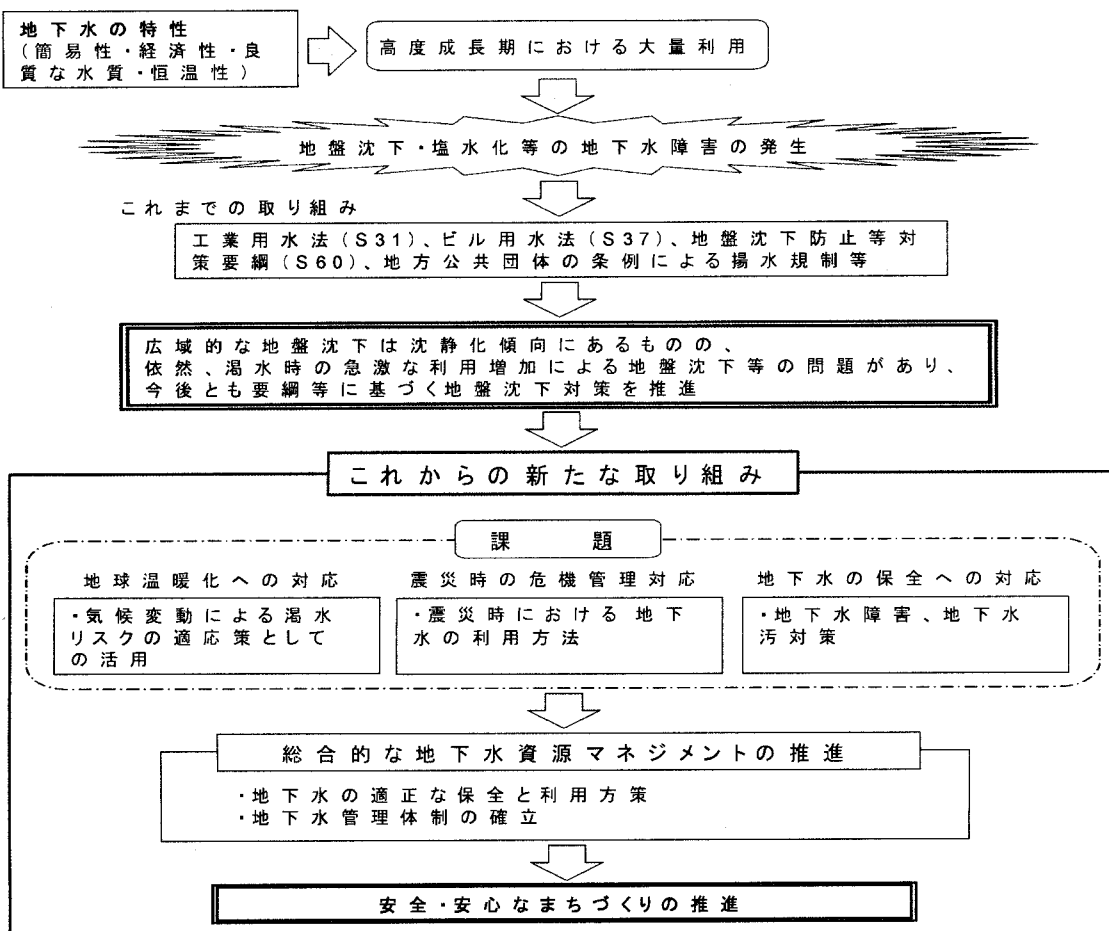 地下水の特性
(簡易性・経済性・良
質な水質・恒温性)
高度成長期における大量利用
地盤沈下・塩水化等の地下水障害の発生
これまでの取り組み
工業用水法(S31)、ビル用水法(S37)、地盤沈下防止等対
策要綱(S60)、地方公共団体の条例による揚水規制等
広域的な地盤沈下は沈静化傾向にあるものの、
依然、渇水時の急激な利用増加による地盤沈下等の問題があり、
今後とも要綱等に基づく地盤沈下対策を推進
これからの新たな取り組み
課　題
地球温暖化への対応
・気候変動による渇水
リスクの適応策として
の活用
震災時の危機管理対応
・震災時における地下
水の利用方法
地下水の保全への対応
・地下水障害、地下水
汚対策
総合的な地下水資源マネジメントの推進
・地下水の適正な保全と利用方策
・地下水管理体制の確立
安全・安心なまちづくりの推進